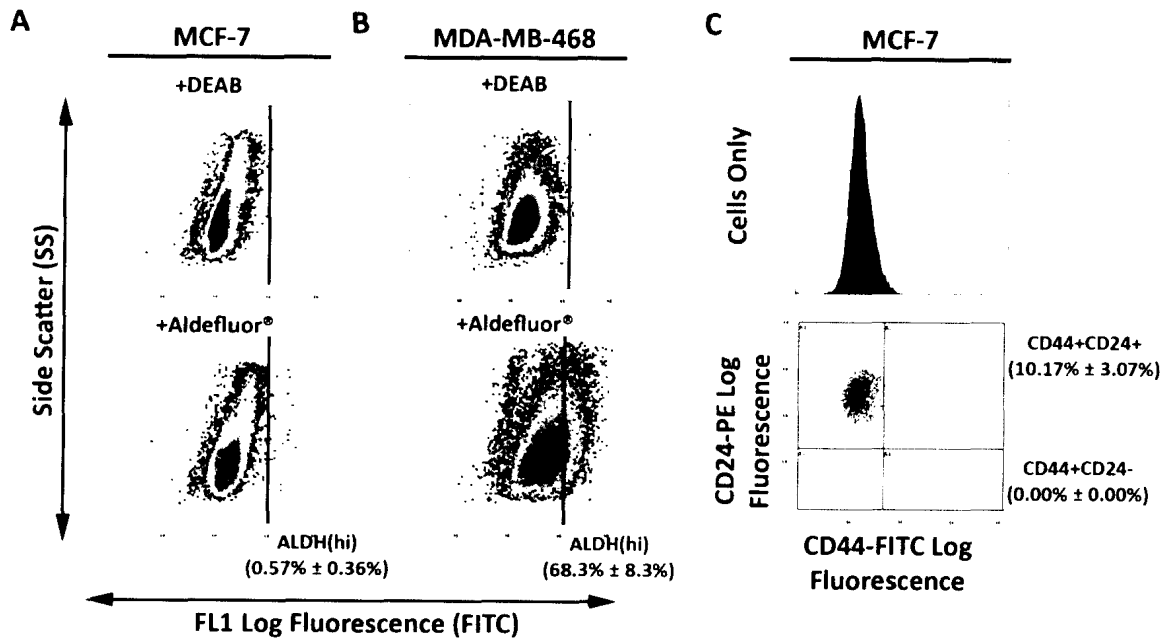 A
MCF-7
+DEAB
+Aldefluor®
ALDH(hi)
(0.57% ± 0.36%)
Side Scatter (SS)
B
MDA-MB-468
+DEAB
+Aldefluor®
ALDH(hi)
(68.3% ± 8.3%)
FL1 Log Fluorescence (FITC)
C
MCF-7
Cells Only
CD24-PE Log
Fluorescence
CD44+CD24+
(10.17% ± 3.07%)
CD44+CD24-
(0.00% ± 0.00%)
CD44-FITC Log
Fluorescence